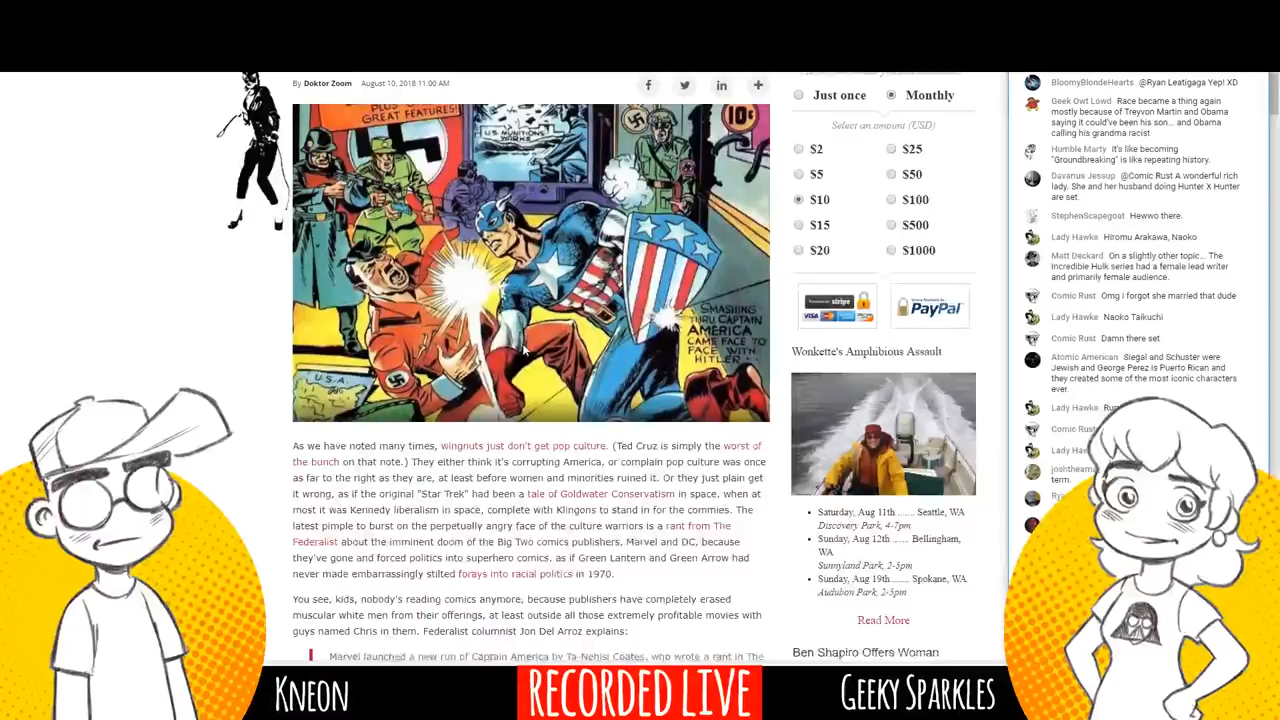 By Doktor Zoom August 10, 2018 11:00 AM
GREAT FEATURES!
10¢
U.S. MUNITIONS WORKS
SMASHING
THRU, CAPTAIN
AMERICA
CAME FACE TO
FACE WITH
HITLER...
U.S.A.
As we have noted many times, wingnuts just don't get pop culture. (Ted Cruz is simply the worst of
the bunch on that note.) They either think it's corrupting America, or complain pop culture was once
as far to the right as they are, at least before women and minorities ruined it. Or they just plain get
it wrong, as if the original "Star Trek" had been a tale of Goldwater Conservatism in space, when at
most it was Kennedy liberalism in space, complete with Klingons to stand in for the commies. The
latest pimple to burst on the perpetually angry face of the culture warriors is a rant from The
Federalist about the imminent doom of the Big Two comics publishers, Marvel and DC, because
they've gone and forced politics into superhero comics, as if Green Lantern and Green Arrow had
never made embarrassingly stilted forays into racial politics in 1970.
You see, kids, nobody's reading comics anymore, because publishers have completely erased
muscular white men from their offerings, at least outside all those extremely profitable movies with
guys named Chris in them. Federalist columnist Jon Del Arroz explains:
Marvel launched a new run of Captain America by Ta-Nehisi Coates, who wrote a rant in The
Just once Monthly
Select an amount (USD)
$2 $25
$5 $50
$10 $100
$15 $500
$20 $1000
stripe
VISA
PayPal
Wonkette's Amphibious Assault
Saturday, Aug 11th ....... Seattle, WA
Discovery Park, 4-7pm
Sunday, Aug 12th ....... Bellingham,
WA
Sunnyland Park, 2-5pm
Sunday, Aug 19th....... Spokane, WA
Audubon Park, 2-5pm
Read More
Ben Shapiro Offers Woman
BloomyBlondeHearts @Ryan Leatigaga Yep! XD
Geek Owt Lowd Race became a thing again
mostly because of Treyvon Martin and Obama
saying it could've been his son... and Obama
calling his grandma racist
Humble Marty it's like becoming
"Groundbreaking" is like repeating history.
Davarius Jessup @Comic Rust A wonderful rich
lady. She and her husband doing Hunter X Hunter
are set.
StephenScapegoat Hewwo there.
Lady Hawke Hiromu Arakawa, Naoko
Matt Deckard On a slightly other topic... The
Incredible Hulk series had a female lead writer
and primarily female audience.
Comic Rust Omg I forgot she married that dude
Lady Hawke Naoko Taikuchi
Comic Rust Damn there set
Atomic American Siegal and Schuster were
Jewish and George Perez is Puerto Rican and
they created some of the most iconic characters
ever.
Lady Hawke
Comic
Lady Haw
term.
KNEON
RECORDED LIVE
GEEKY SPARKLES